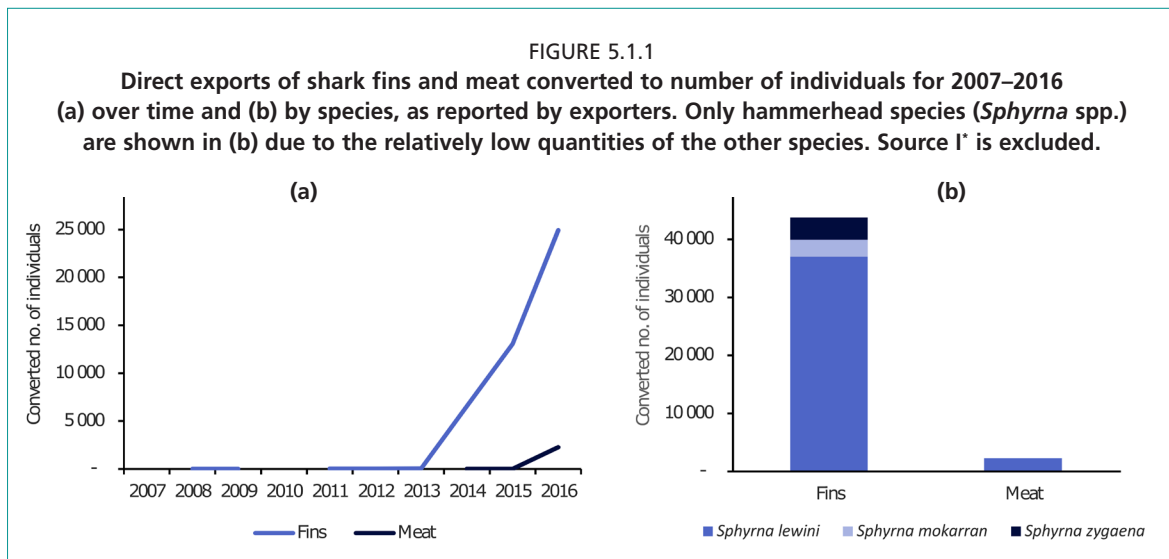 FIGURE 5.1.1
Direct exports of shark fins and meat converted to number of individuals for 2007–2016
(a) over time and (b) by species, as reported by exporters. Only hammerhead species (Sphyrna spp.)
are shown in (b) due to the relatively low quantities of the other species. Source I* is excluded.
(a)
Converted no. of individuals
25 000
20 000
15 000
10 000
5 000
-
2007 2008 2009 2010 2011 2012 2013 2014 2015 2016
Fins Meat
(b)
Converted no. of individuals
40 000
30 000
20 000
10 000
-
Fins Meat
Sphyrna lewini Sphyrna mokarran Sphyrna zygaena